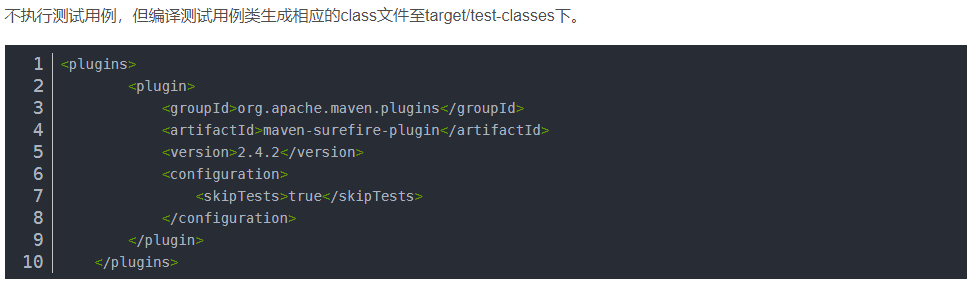 不执行测试用例，但编译测试用例类生成相应的class文件至target/test-classes下。
1 <plugins>
2 <plugin>
3 <groupId>org.apache.maven.plugins</groupId>
4 <artifactId>maven-surefire-plugin</artifactId>
5 <version>2.4.2</version>
6 <configuration>
7 <skipTests>true</skipTests>
8 </configuration>
9 </plugin>
10 </plugins>